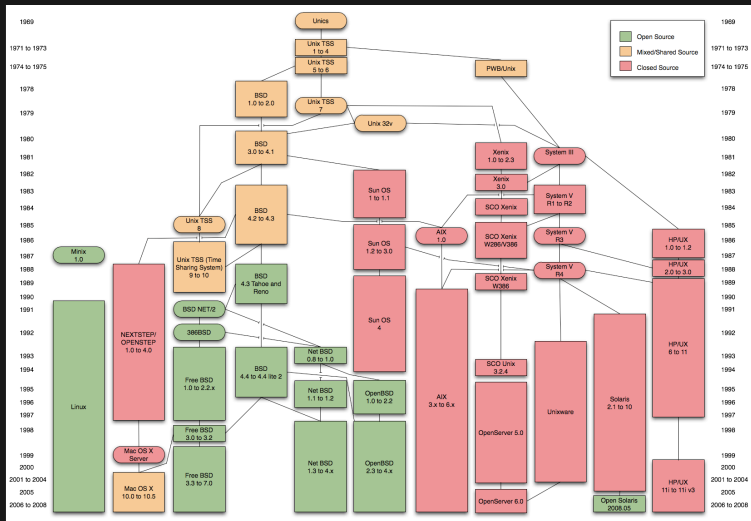 1969
Unics
1969
Open Source
Mixed/Shared Source
Closed Source
1971 to 1973
Unix TSS
1 to 4
1971 to 1973
1974 to 1975
Unix TSS
5 to 6
PWB/Unix
1974 to 1975
1978
BSD
1.0 to 2.0
1978
1979
Unix TSS
7
1979
Unix 32v
1980
BSD
3.0 to 4.1
1980
1981
Xenix
1.0 to 2.3
System III
1981
1982
Sun OS
1 to 1.1
Xenix
3.0
1982
1983
BSD
4.2 to 4.3
System V
R1 to R2
1983
1984
SCO Xenix
1984
1985
Unix TSS
8
AIX
1.0
SCO Xenix
W286/V386
System V
R3
1985
1986
Minix
1.0
Unix TSS (Time
Sharing System)
9 to 10
Sun OS
1.2 to 3.0
HP/UX
1.0 to 1.2
1986
1987
HP/UX
2.0 to 3.0
1987
1988
BSD
4.3 Tahoe and
Reno
System V
R4
1988
1989
SCO Xenix
W386
1989
1990
BSD NET/2
Sun OS
4
1990
1991
1991
1992
NEXTSTEP/
OPENSTEP
1.0 to 4.0
386BSD
HP/UX
6 to 11
1992
1993
Net BSD
0.8 to 1.0
SCO Unix
3.2.4
1993
1994
BSD
4.4 to 4.4 lite 2
1994
1995
Linux
Free BSD
1.0 to 2.2.x
Net BSD
1.1 to 1.2
OpenBSD
1.0 to 2.2
AIX
3.x to 6.x
Unixware
Solaris
2.1 to 10
1995
1996
1996
1997
1997
1998
Free BSD
3.0 to 3.2
OpenServer 5.0
1998
1999
Mac OS X
Server
Net BSD
1.3 to 4.x
OpenBSD
2.3 to 4.x
1999
2000
Free BSD
3.3 to 7.0
2000
2001 to 2004
Mac OS X
10.0 to 10.5
HP/UX
11i to 11i v3
2001 to 2004
2005
OpenServer 6.0
Open Solaris
2008.05
2005
2006 to 2008
2006 to 2008